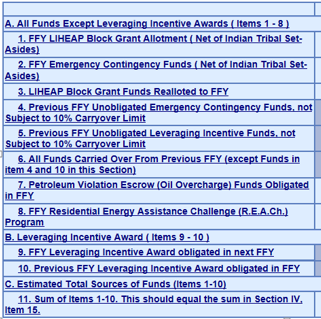 A. All Funds Except Leveraging Incentive Awards ( Items 1 - 8 )
1. FFY LIHEAP Block Grant Allotment ( Net of Indian Tribal Set-
Asides)
2. FFY Emergency Contingency Funds ( Net of Indian Tribal Set-
Asides)
3. LIHEAP Block Grant Funds Reallotted to FFY
4. Previous FFY Unobligated Emergency Contingency Funds, not
Subject to 10% Carryover Limit
5. Previous FFY Unobligated Leveraging Incentive Funds, not
Subject to 10% Carryover Limit
6. All Funds Carried Over From Previous FFY (except Funds in
item 4 and 10 in this Section)
7. Petroleum Violation Escrow (Oil Overcharge) Funds Obligated
in FFY
8. FFY Residential Energy Assistance Challenge (R.E.A.Ch.)
Program
B. Leveraging Incentive Award ( Items 9 - 10 )
9. FFY Leveraging Incentive Award obligated in next FFY
10. Previous FFY Leveraging Incentive Award obligated in FFY
C. Estimated Total Sources of Funds (Items 1-10)
11. Sum of Items 1-10. This should equal the sum in Section IV,
Item 15.